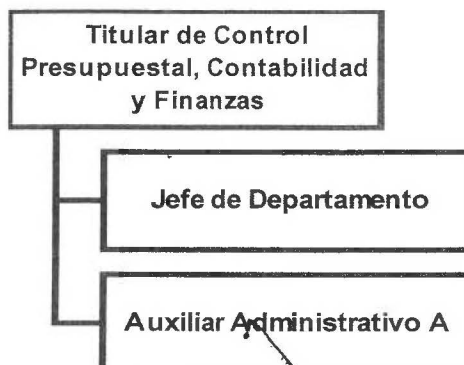 Titular de Control
Presupuestal, Contabilidad
y Finanzas
Jefe de Departamento
Auxiliar Administrativo A